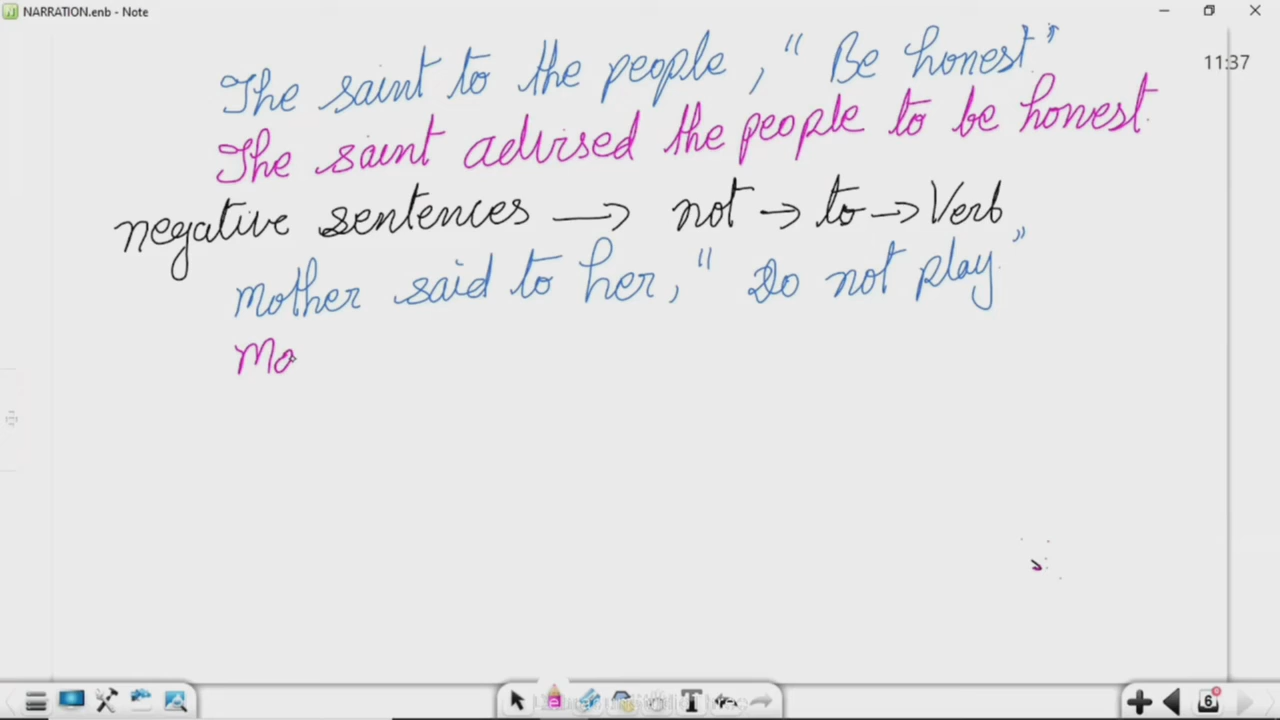 NARRATION.enb - Note
11:37
The saint to the people, "Be honest"
The saint advised the people to be honest.
negative sentences → not → to → Verb
Mother said to her, "Do not play."
Mo
T
6